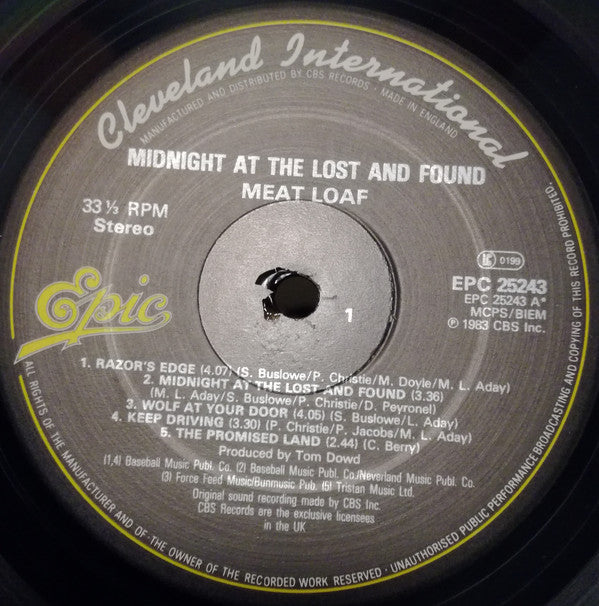 Cleveland International
MANUFACTURED AND DISTRIBUTED BY CBS RECORDS · MADE IN ENGLAND
MIDNIGHT AT THE LOST AND FOUND
MEAT LOAF
33 ⅓ RPM
Stereo
0199
EPC 25243
EPC 25243 A*
MCPS/BIEM
℗ 1983 CBS Inc.
Epic
1
1. RAZOR'S EDGE (4.07) (S. Buslowe/P. Christie/M. Doyle/M. L. Aday)
2. MIDNIGHT AT THE LOST AND FOUND (3.36)
(M. L. Aday/S. Buslowe/P. Christie/D. Peyronel)
3. WOLF AT YOUR DOOR (4.05) (S. Buslowe/L. Aday)
4. KEEP DRIVING (3.30) (P. Christie/P. Jacobs/M. L. Aday)
5. THE PROMISED LAND (2.44) (C. Berry)
Produced by Tom Dowd
(1,4) Baseball Music Publ. Co. (2) Baseball Music Publ. Co./Neverland Music Publ. Co.
(3) Force Feed Music/Bunmusic Pub. (5) Tristan Music Ltd.
Original sound recording made by CBS Inc.
CBS Records are the exclusive licensees
in the UK
ALL RIGHTS OF THE MANUFACTURER AND OF THE OWNER OF THE RECORDED WORK RESERVED · UNAUTHORISED PUBLIC PERFORMANCE BROADCASTING AND COPYING OF THIS RECORD PROHIBITED.